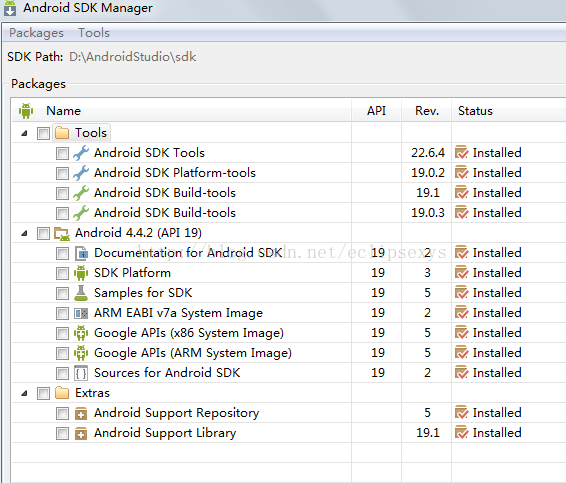 Android SDK Manager
Packages Tools
SDK Path: D:\AndroidStudio\sdk
Packages
Name API Rev. Status
Tools
Android SDK Tools 22.6.4 Installed
Android SDK Platform-tools 19.0.2 Installed
Android SDK Build-tools 19.1 Installed
Android SDK Build-tools 19.0.3 Installed
Android 4.4.2 (API 19)
http://blog.csdn.net/eclipsexys
Documentation for Android SDK 19 2 Installed
SDK Platform 19 3 Installed
Samples for SDK 19 5 Installed
ARM EABI v7a System Image 19 2 Installed
Google APIs (x86 System Image) 19 5 Installed
Google APIs (ARM System Image) 19 5 Installed
Sources for Android SDK 19 2 Installed
Extras
Android Support Repository 5 Installed
Android Support Library 19.1 Installed